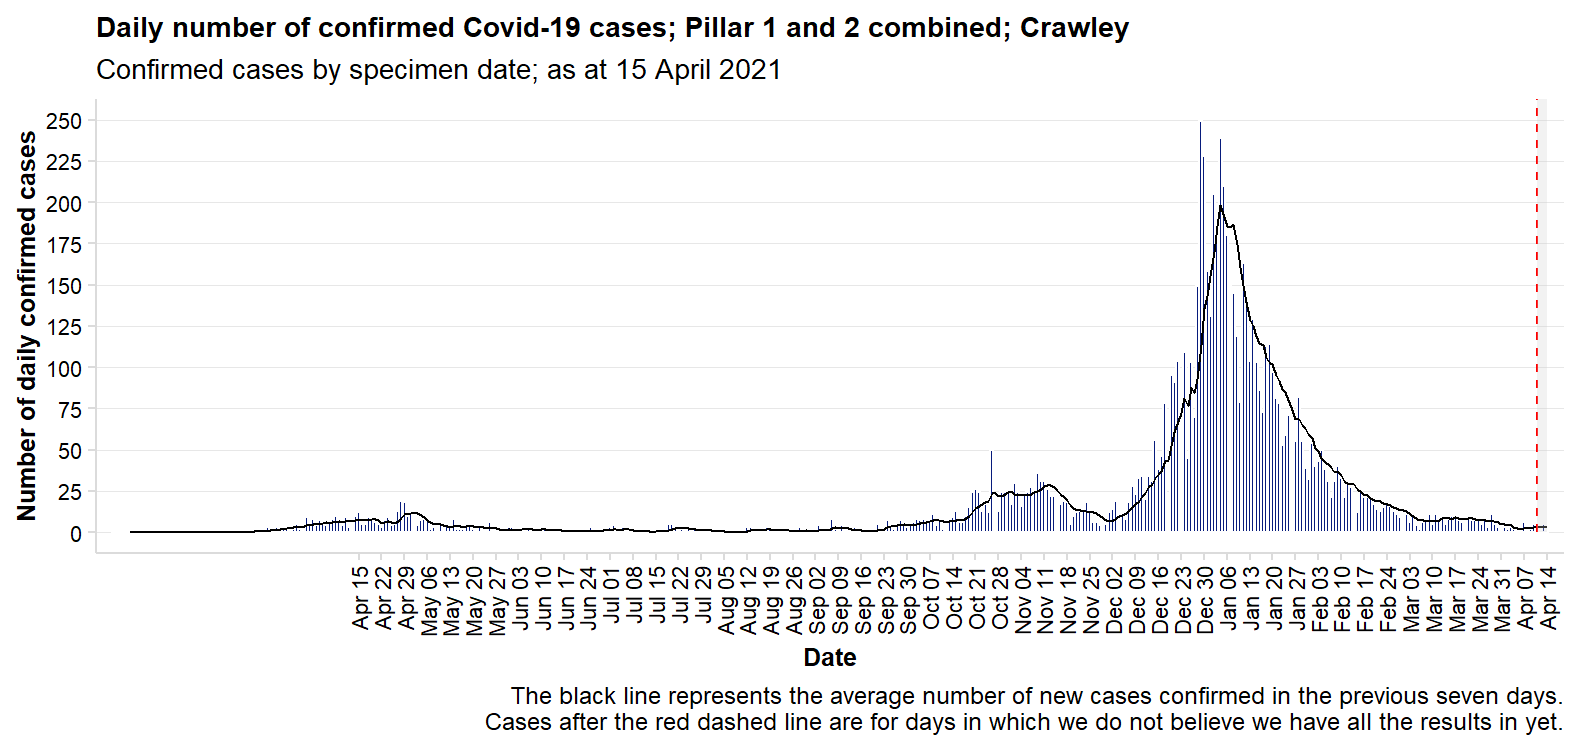 Daily number of confirmed Covid-19 cases; Pillar 1 and 2 combined; Crawley
Confirmed cases by specimen date; as at 15 April 2021
Number of daily confirmed cases
250
225
200
175
150
125
100
75
50
25
0
Apr 15
Apr 22
Apr 29
May 06
May 13
May 20
May 27
Jun 03
Jun 10
Jun 17
Jun 24
Jul 01
Jul 08
Jul 15
Jul 22
Jul 29
Aug 05
Aug 12
Aug 19
Aug 26
Sep 02
Sep 09
Sep 16
Sep 23
Sep 30
Oct 07
Oct 14
Oct 21
Oct 28
Nov 04
Nov 11
Nov 18
Nov 25
Dec 02
Dec 09
Dec 16
Dec 23
Dec 30
Jan 06
Jan 13
Jan 20
Jan 27
Feb 03
Feb 10
Feb 17
Feb 24
Mar 03
Mar 10
Mar 17
Mar 24
Mar 31
Apr 07
Apr 14
Date
The black line represents the average number of new cases confirmed in the previous seven days.
Cases after the red dashed line are for days in which we do not believe we have all the results in yet.